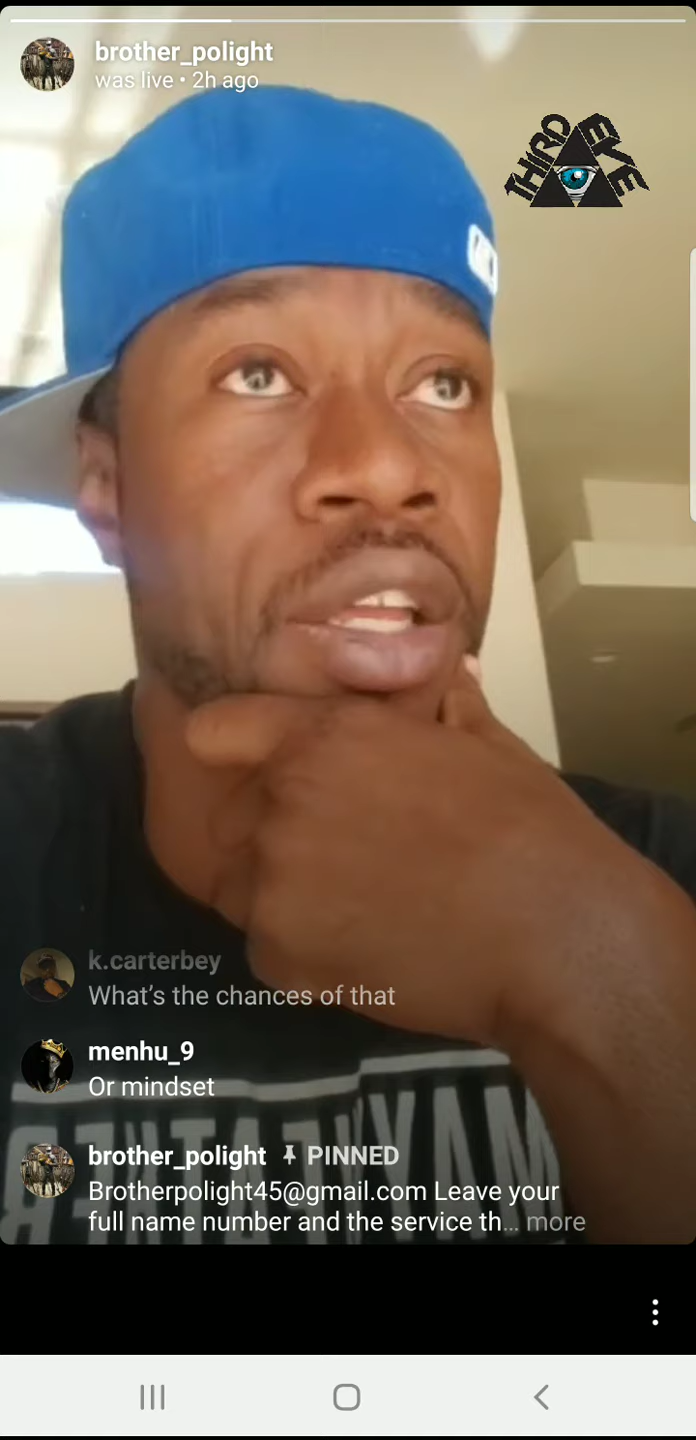 brother_polight
was live • 2h ago
THIRD EYE
k.carterbey
What's the chances of that
menhu_9
Or mindset
brother_polight PINNED
Brotherpolight45@gmail.com Leave your
full name number and the service th... more
MAYWEATHER